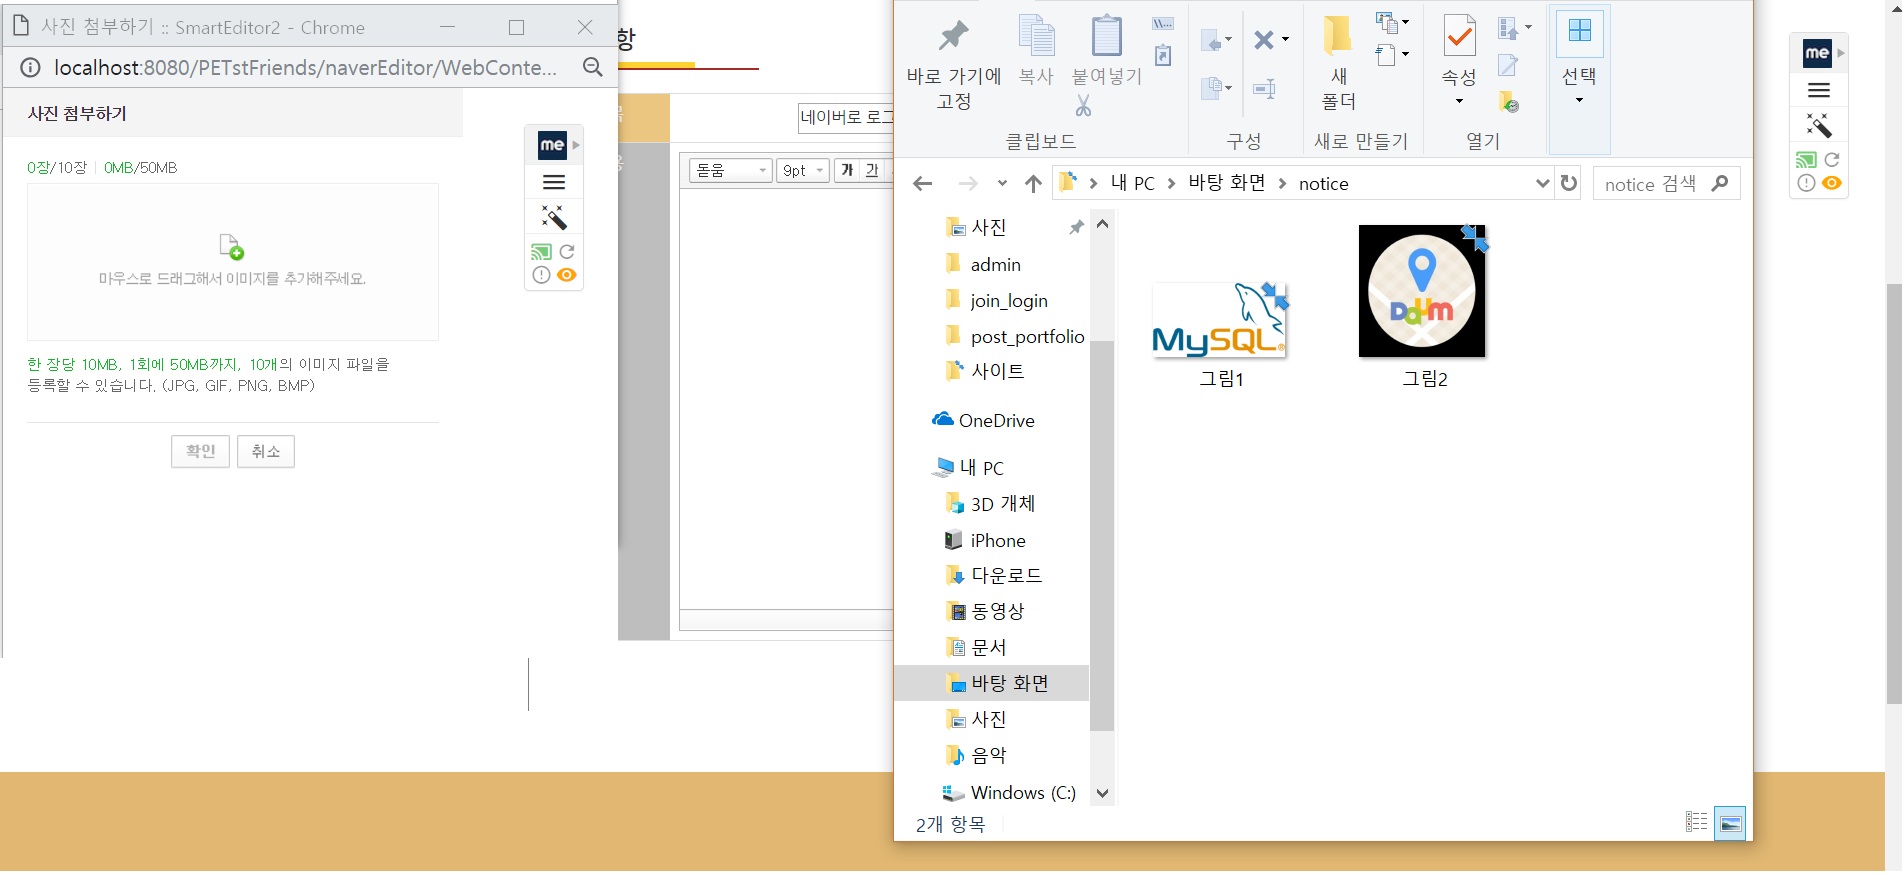 사진 첨부하기 :: SmartEditor2 - Chrome
localhost:8080/PETstFriends/naverEditor/WebConte...
사진 첨부하기
0장/10장 | 0MB/50MB
마우스로 드래그해서 이미지를 추가해주세요.
한 장당 10MB, 1회에 50MB까지, 10개의 이미지 파일을
등록할 수 있습니다. (JPG, GIF, PNG, BMP)
확인 취소
me
항
네이버로 로그
돋움 9pt 가 간
바로 가기에
고정
복사
붙여넣기
클립보드
구성
새
폴더
새로 만들기
속성
열기
선택
내 PC > 바탕 화면 > notice
notice 검색
사진
admin
join_login
post_portfolio
사이트
OneDrive
내 PC
3D 개체
iPhone
다운로드
동영상
문서
바탕 화면
사진
음악
Windows (C:)
MySQL®
그림1
Daum
그림2
2개 항목
me